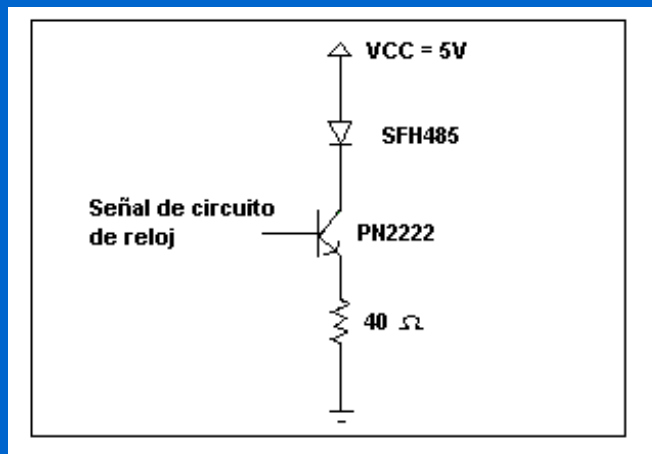 VCC = 5V
SFH485
Señal de circuito
de reloj
PN2222
40 Ω